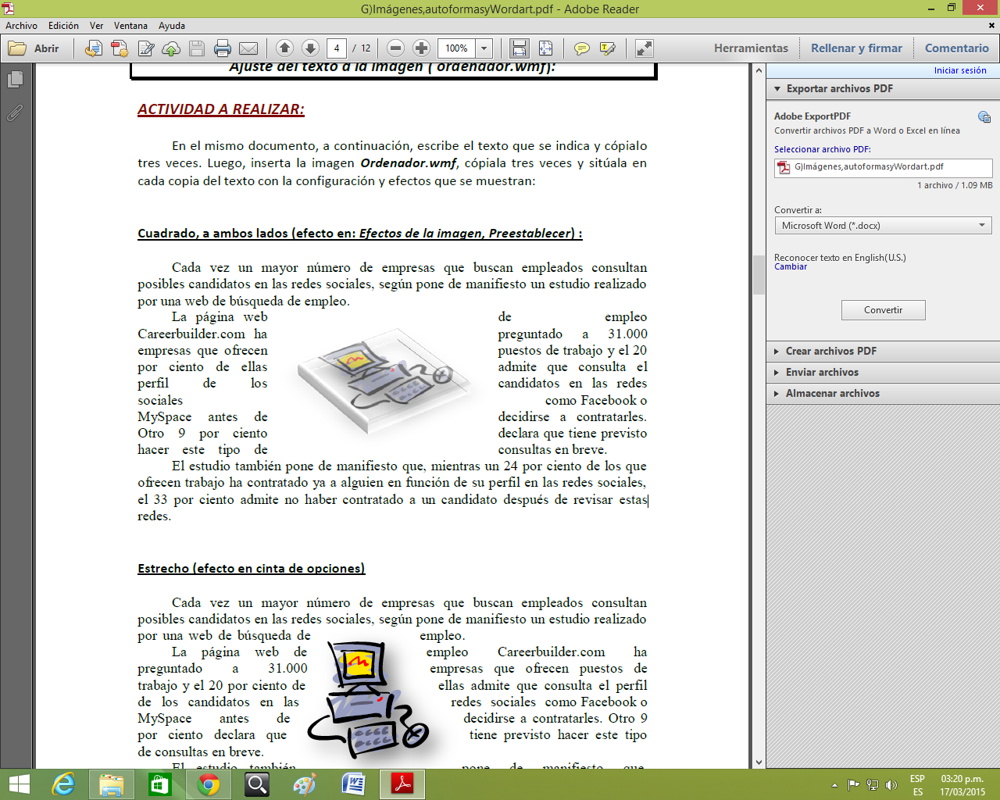 G)Imágenes,autoformasyWordart.pdf - Adobe Reader
Archivo Edición Ver Ventana Ayuda
Abrir 4 / 12 100% Herramientas Rellenar y firmar Comentario
Ajuste del texto a la imagen ( ordenador.wmf):
ACTIVIDAD A REALIZAR:
En el mismo documento, a continuación, escribe el texto que se indica y cópialo
tres veces. Luego, inserta la imagen Ordenador.wmf, cópiala tres veces y sitúala en
cada copia del texto con la configuración y efectos que se muestran:
Cuadrado, a ambos lados (efecto en: Efectos de la imagen, Preestablecer) :
Cada vez un mayor número de empresas que buscan empleados consultan
posibles candidatos en las redes sociales, según pone de manifiesto un estudio realizado
por una web de búsqueda de empleo.
La página web de empleo
Careerbuilder.com ha preguntado a 31.000
empresas que ofrecen puestos de trabajo y el 20
por ciento de ellas admite que consulta el
perfil de los candidatos en las redes
sociales como Facebook o
MySpace antes de decidirse a contratarles.
Otro 9 por ciento declara que tiene previsto
hacer este tipo de consultas en breve.
El estudio también pone de manifiesto que, mientras un 24 por ciento de los que
ofrecen trabajo ha contratado ya a alguien en función de su perfil en las redes sociales,
el 33 por ciento admite no haber contratado a un candidato después de revisar estas
redes.
Estrecho (efecto en cinta de opciones)
Cada vez un mayor número de empresas que buscan empleados consultan
posibles candidatos en las redes sociales, según pone de manifiesto un estudio realizado
por una web de búsqueda de empleo.
La página web de empleo Careerbuilder.com ha
preguntado a 31.000 empresas que ofrecen puestos de
trabajo y el 20 por ciento de ellas admite que consulta el perfil
de los candidatos en las redes sociales como Facebook o
MySpace antes de decidirse a contratarles. Otro 9
por ciento declara que tiene previsto hacer este tipo
de consultas en breve.
El estudio también pone de manifiesto que,
Iniciar sesión
Exportar archivos PDF
Adobe ExportPDF
Convertir archivos PDF a Word o Excel en línea
Seleccionar archivo PDF:
G)Imágenes,autoformasyWordart.pdf
1 archivo / 1.09 MB
Convertir a:
Microsoft Word (*.docx)
Reconocer texto en English(U.S.)
Cambiar
Convertir
Crear archivos PDF
Enviar archivos
Almacenar archivos
ESP 03:20 p.m.
ES 17/03/2015